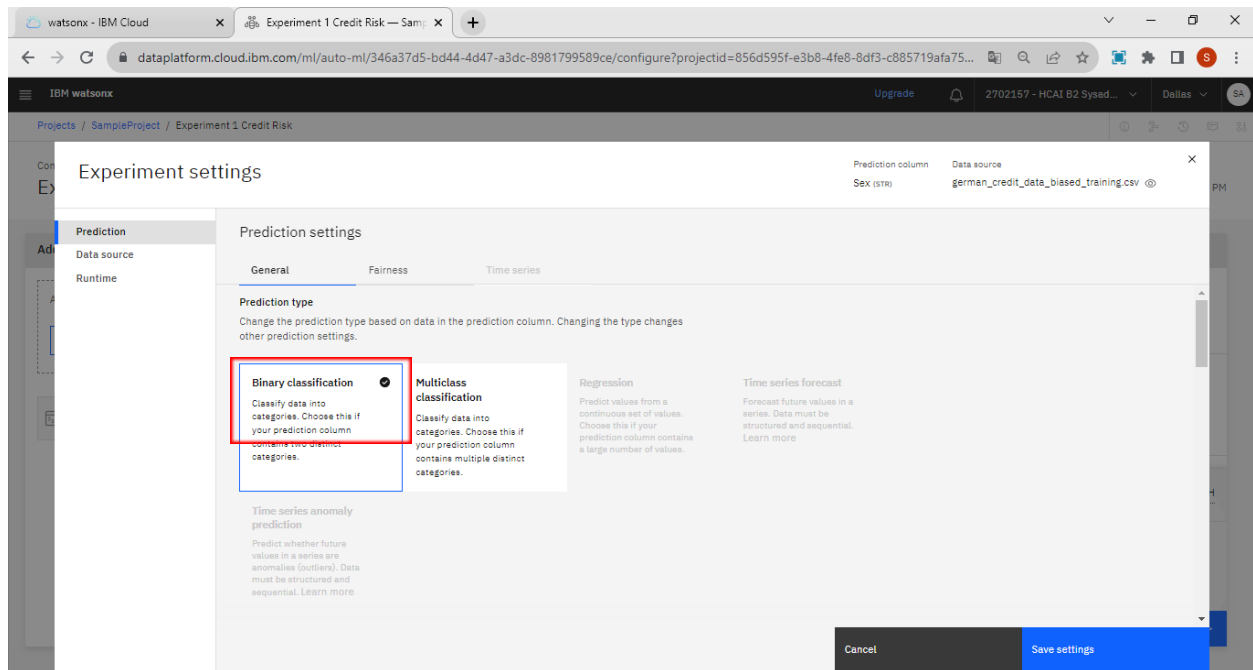 watsonx - IBM Cloud
Experiment 1 Credit Risk — Samp
dataplatform.cloud.ibm.com/ml/auto-ml/346a37d5-bd44-4d47-a3dc-8981799589ce/configure?projectid=856d595f-e3b8-4fe8-8df3-c885719afa75...
S
IBM watsonx
Upgrade
2702157 - HCAI B2 Sysad...
Dallas
SA
Projects / SampleProject / Experiment 1 Credit Risk
Con
Ex
PM
Experiment settings
Prediction column
Sex (STR)
Data source
german_credit_data_biased_training.csv
Prediction
Data source
Runtime
Prediction settings
General
Fairness
Time series
Prediction type
Change the prediction type based on data in the prediction column. Changing the type changes
other prediction settings.
Binary classification
Classify data into
categories. Choose this if
your prediction column
contains two distinct
categories.
Multiclass
classification
Classify data into
categories. Choose this if
your prediction column
contains multiple distinct
categories.
Regression
Predict values from a
continuous set of values.
Choose this if your
prediction column contains
a large number of values.
Time series forecast
Forecast future values in a
series. Data must be
structured and sequential.
Learn more
Time series anomaly
prediction
Predict whether future
values in a series are
anomalies (outliers). Data
must be structured and
sequential. Learn more
Cancel
Save settings